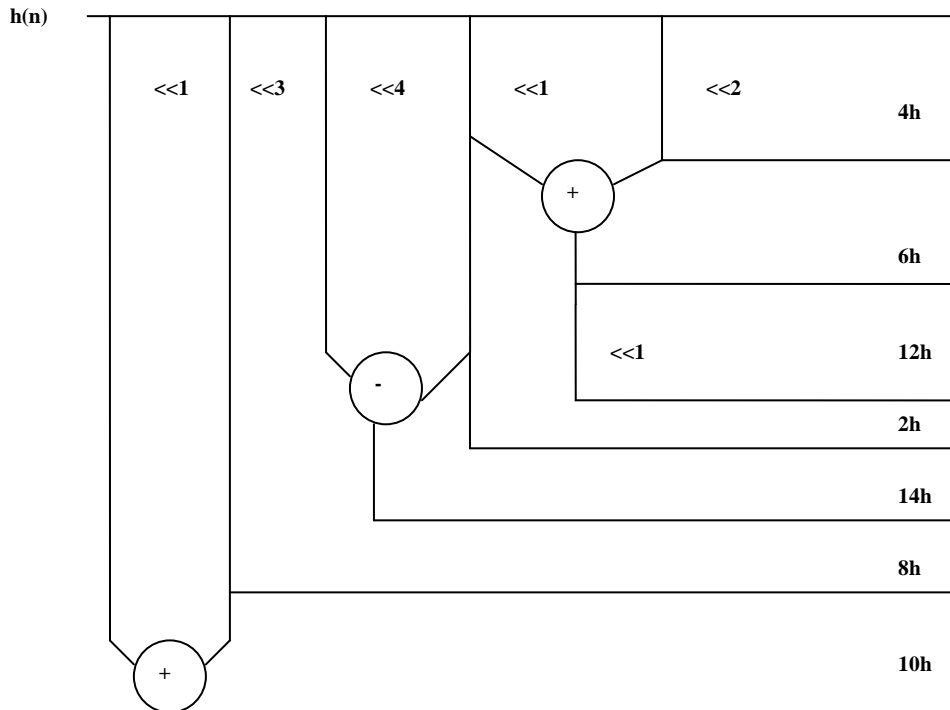 h(n)
<<1 <<3 <<4 <<1 <<2
4h
+
6h
<<1 12h
-
2h
14h
8h
10h
+